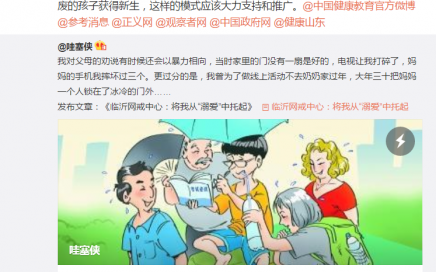 废的孩子获得新生，这样的模式应该大力支持和推广。@中国健康教育官方微博
@参考消息 @正义网 @观察者网 @中国政府网 @健康山东
@哇塞侠
我对父母的劝说有时候还会以暴力相向，当时家里的门没有一扇是好的，电视让我打碎了，妈
妈的手机我摔坏过三个。更过分的是，我曾为了做线上活动不去奶奶家过年，大年三十把妈妈
一个人锁在了冰冷的门外……
发布文章：《临沂网戒中心：将我从“溺爱”中托起》 临沂网戒中心：将我从“溺爱”中托起
哇塞侠